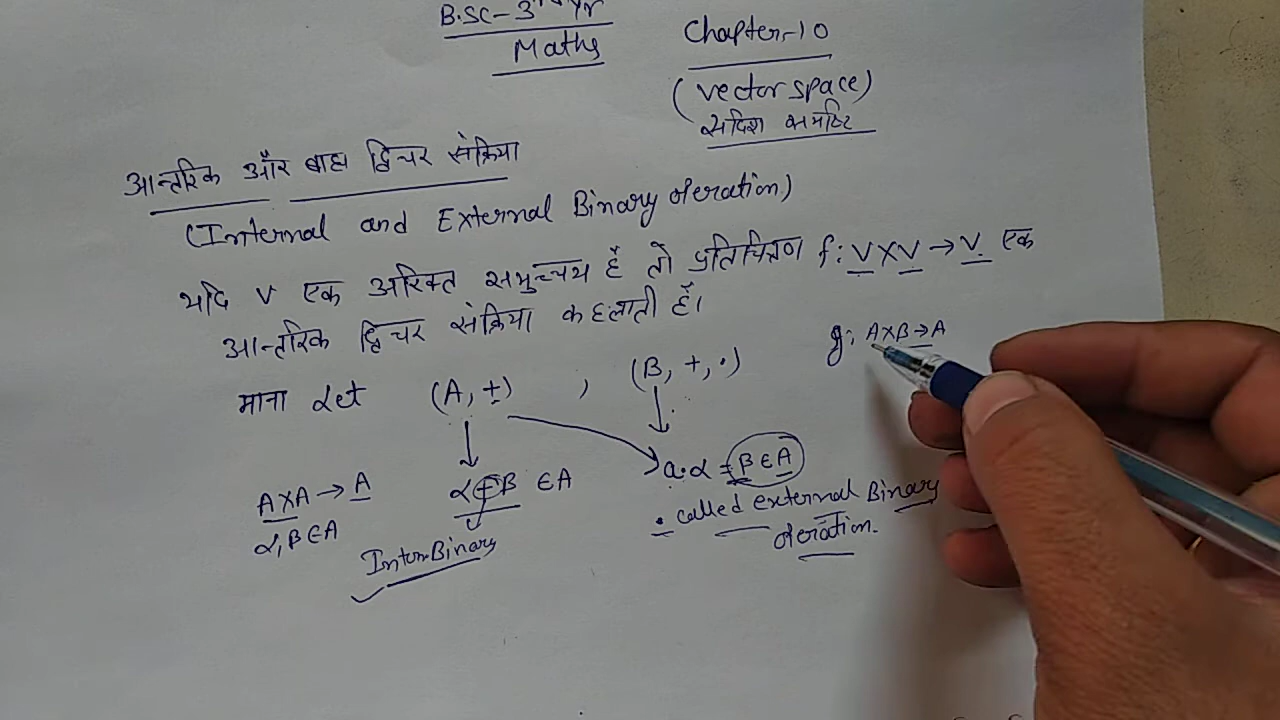 B.Sc- 3rd Yr
Maths
Chapter-10
(Vector space)
सदिश समष्टि
आन्तरिक और बाह्य द्विचर संक्रिया
(Internal and External Binary operation)
यदि V एक अरिक्त समुच्चय हैं तो प्रतिचित्रण f: V×V→V एक
आन्तरिक द्विचर संक्रिया कहलाती हैं।
g: A×B→A
माना Let (A, +) , (B, +, ·)
A×A→A
α, β∈A
α+β ∈A
Intern Binary
a·α = β∈A
· called external Binary
operation.